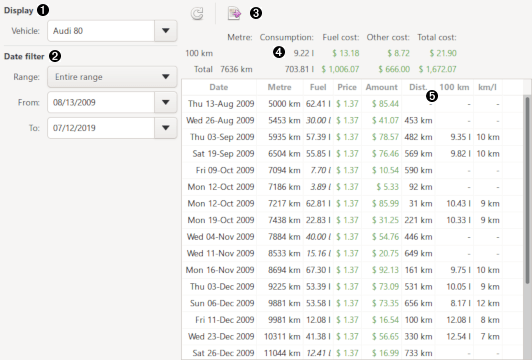 Display 1
Vehicle: Audi 80
Date filter 2
Range: Entire range
From: 08/13/2009
To: 07/12/2019
3
Metre: Consumption: Fuel cost: Other cost: Total cost:
100 km 4 9.22 l $ 13.18 $ 8.72 $ 21.90
Total 7636 km 703.81 l $ 1,006.07 $ 666.00 $ 1,672.07
5
Date Metre Fuel Price Amount Dist. 100 km km/l
Thu 13-Aug 2009 5000 km 62.41 l $ 1.37 $ 85.44 - -
Wed 26-Aug 2009 5453 km 30.00 l $ 1.37 $ 41.07 453 km - -
Thu 03-Sep 2009 5935 km 57.39 l $ 1.37 $ 78.57 482 km 9.35 l 10 km
Sat 19-Sep 2009 6504 km 55.85 l $ 1.37 $ 76.46 569 km 9.82 l 10 km
Fri 09-Oct 2009 7094 km 7.70 l $ 1.37 $ 10.54 590 km - -
Mon 12-Oct 2009 7186 km 3.89 l $ 1.37 $ 5.33 92 km - -
Mon 12-Oct 2009 7217 km 62.81 l $ 1.37 $ 85.99 31 km 10.43 l 9 km
Mon 19-Oct 2009 7438 km 22.83 l $ 1.37 $ 31.25 221 km 10.33 l 9 km
Wed 04-Nov 2009 7884 km 40.00 l $ 1.37 $ 54.76 446 km - -
Wed 11-Nov 2009 8533 km 15.16 l $ 1.37 $ 20.75 649 km - -
Mon 16-Nov 2009 8694 km 67.30 l $ 1.37 $ 92.13 161 km 9.75 l 10 km
Thu 03-Dec 2009 9225 km 53.39 l $ 1.37 $ 73.09 531 km 10.05 l 9 km
Sun 06-Dec 2009 9881 km 53.58 l $ 1.37 $ 73.35 656 km 8.17 l 12 km
Fri 11-Dec 2009 9981 km 12.08 l $ 1.37 $ 16.54 100 km 12.08 l 8 km
Wed 23-Dec 2009 10311 km 41.38 l $ 1.37 $ 56.65 330 km 12.54 l 7 km
Sat 26-Dec 2009 11044 km 12.41 l $ 1.37 $ 16.99 733 km - -